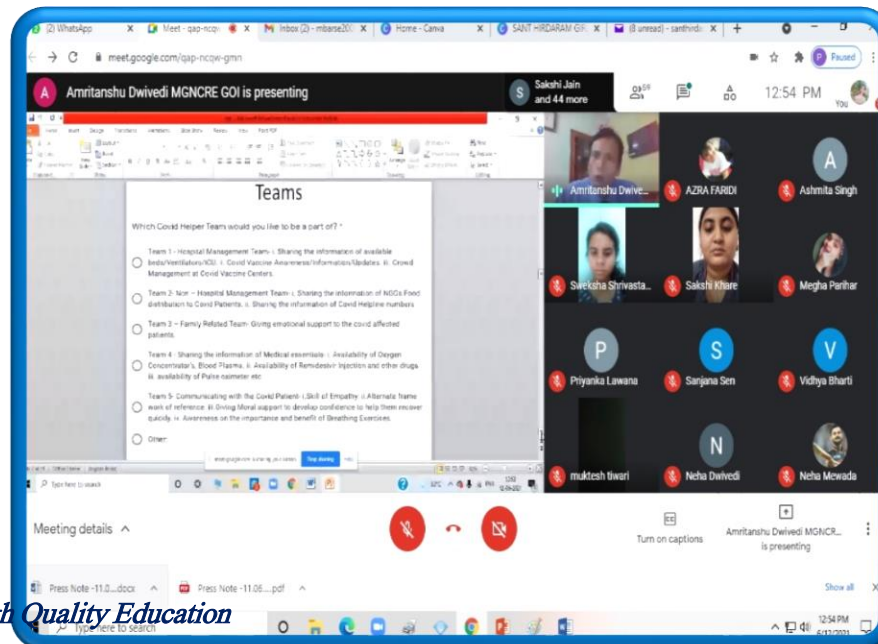 (2) WhatsApp
Meet - qap-ncqw
Inbox (2) - mbarse200
Home - Canva
SANT HIRDARAM GIR
(8 unread) - santhirda
meet.google.com/qap-ncqw-gmn
Paused
A
Amritanshu Dwivedi MGNCRE GOI is presenting
S
Sakshi Jain
and 44 more
12:54 PM
You
Teams
Which Covid Helper Team would you like to be a part of? *
Team 1 - Hospital Management Team- i. Sharing the information of available
beds/Ventilators/ICU. ii. Covid Vaccine Awareness/Information/Updates. iii. Crowd
Management at Covid Vaccine Centers.
Team 2- Non – Hospital Management Team- i. Sharing the information of NGOs Food
distribution to Covid Patients. ii. Sharing the information of Covid Helpline numbers
Team 3 – Family Related Team- Giving emotional support to the covid affected
patients.
Team 4 - Sharing the information of Medical essentials- i. Availability of Oxygen
Concentrator's, Blood Plasma, ii. Availability of Remidesivir Injection and other drugs
iii. availability of Pulse oximeter etc
Team 5- Communicating with the Covid Patient- i.Skill of Empathy ii.Alternate frame
work of reference. iii Giving Moral support to develop confidence to help them recover
quickly. iv. Awareness on the importance and benefit of Breathing Exercises.
Other:
Stop sharing
Type here to search
Amritanshu Dwive...
AZRA FARIDI
A
Ashmita Singh
Sweksha Shrivasta...
Sakshi Khare
Megha Parihar
P
Priyanka Lawana
S
Sanjana Sen
V
Vidhya Bharti
muktesh tiwari
N
Neha Dwivedi
Neha Mewada
Meeting details
Turn on captions
Amritanshu Dwivedi MGNCR...
is presenting
Press Note -11.0....docx
Press Note -11.06....pdf
Show all
Type here to search
12:54 PM
6/12/2021
th Quality Education